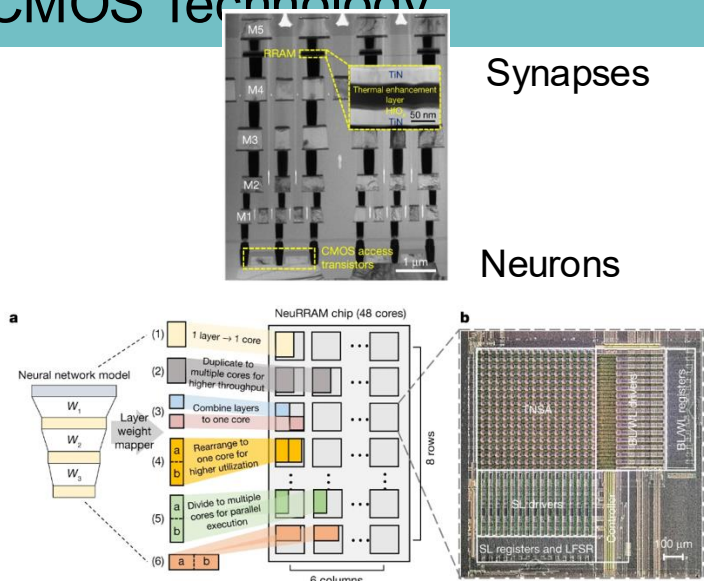 CMOS Technology
M5
RRAM
TiN
Thermal enhancement
layer
HfOₓ
50 nm
TiN
M4
M3
M2
M1
CMOS access
transistors
1 μm
Synapses
Neurons
a
NeuRRAM chip (48 cores)
b
Neural network model
W₁
W₂
W₃
Layer
weight
mapper
(1)
1 layer → 1 core
(2)
Duplicate to
multiple cores for
higher throughput
(3)
Combine layers
to one core
(4)
a
b
Rearrange to
one core for
higher utilization
(5)
a
b
Divide to multiple
cores for parallel
execution
(6)
a b
8 rows
6 columns
TNSA
BL/WL drivers
BL/WL registers
SL drivers
Controller
SL registers and LFSR
100 μm